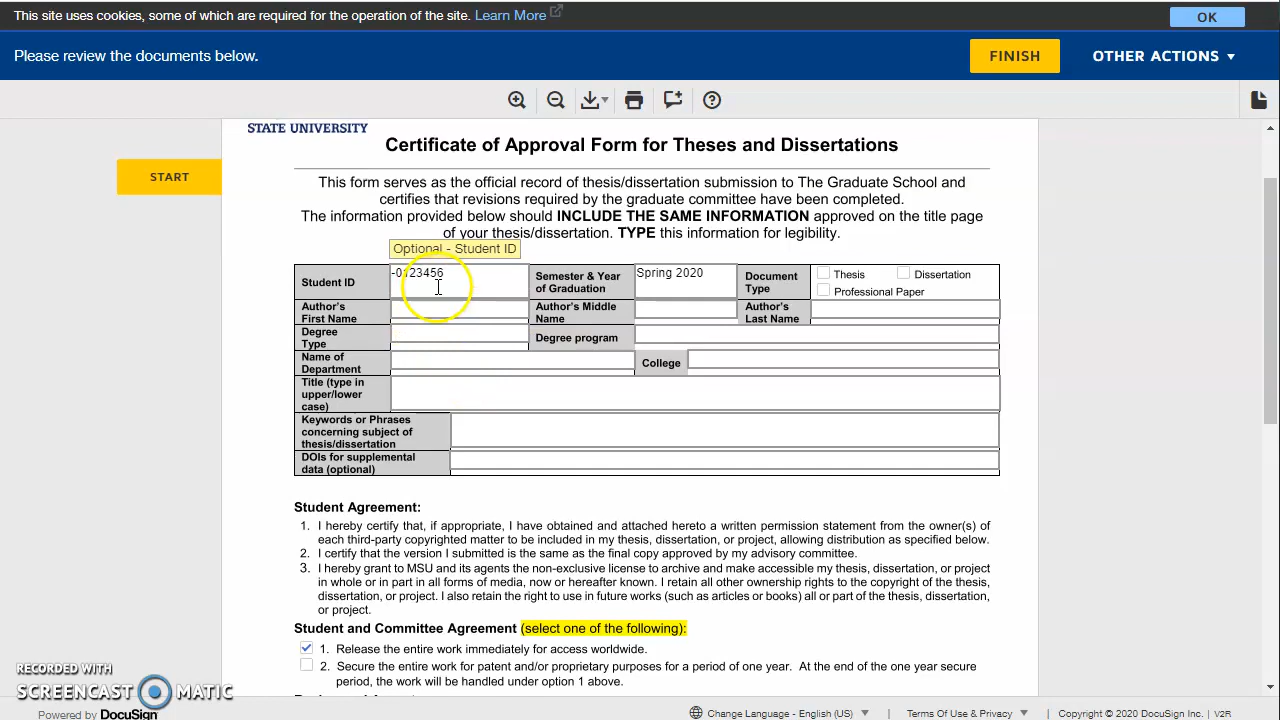 This site uses cookies, some of which are required for the operation of the site. Learn More
OK
Please review the documents below.
FINISH
OTHER ACTIONS
START
STATE UNIVERSITY
Certificate of Approval Form for Theses and Dissertations
This form serves as the official record of thesis/dissertation submission to The Graduate School and
certifies that revisions required by the graduate committee have been completed.
The information provided below should INCLUDE THE SAME INFORMATION approved on the title page
of your thesis/dissertation. TYPE this information for legibility.
Optional - Student ID
Student ID
-0123456
Semester & Year
of Graduation
Spring 2020
Document
Type
Thesis
Dissertation
Professional Paper
Author's
First Name
Author's Middle
Name
Author's
Last Name
Degree
Type
Degree program
Name of
Department
College
Title (type in
upper/lower
case)
Keywords or Phrases
concerning subject of
thesis/dissertation
DOIs for supplemental
data (optional)
Student Agreement:
1. I hereby certify that, if appropriate, I have obtained and attached hereto a written permission statement from the owner(s) of
each third-party copyrighted matter to be included in my thesis, dissertation, or project, allowing distribution as specified below.
2. I certify that the version I submitted is the same as the final copy approved by my advisory committee.
3. I hereby grant to MSU and its agents the non-exclusive license to archive and make accessible my thesis, dissertation, or project
in whole or in part in all forms of media, now or hereafter known. I retain all other ownership rights to the copyright of the thesis,
dissertation, or project. I also retain the right to use in future works (such as articles or books) all or part of the thesis, dissertation,
or project.
Student and Committee Agreement (select one of the following):
1. Release the entire work immediately for access worldwide.
2. Secure the entire work for patent and/or proprietary purposes for a period of one year. At the end of the one year secure
period, the work will be handled under option 1 above.
RECORDED WITH
SCREENCAST MATIC
Powered by DocuSign
Change Language - English (US)
Terms Of Use & Privacy
Copyright © 2020 DocuSign Inc.
V2R